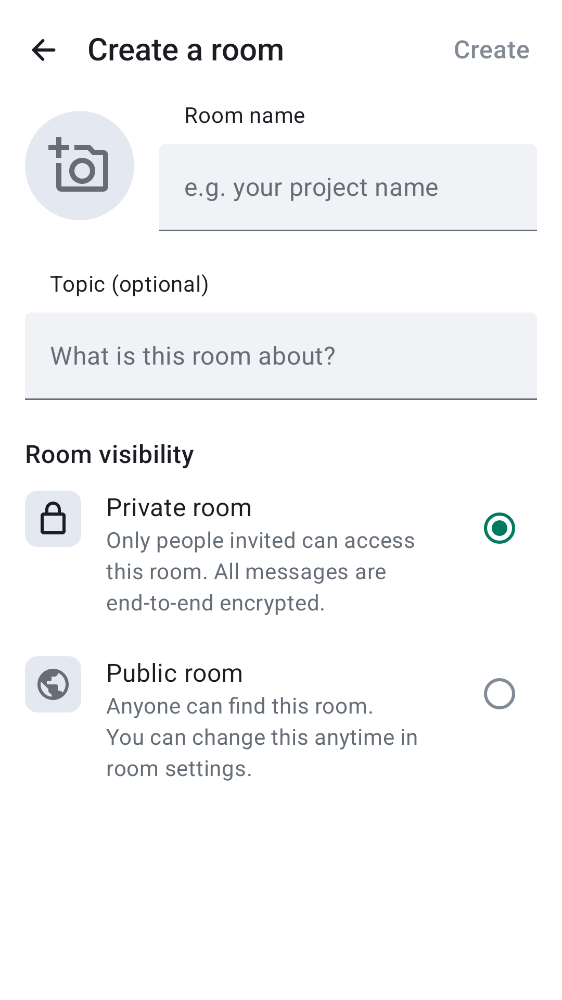 Create a room
Create
Room name
e.g. your project name
Topic (optional)
What is this room about?
Room visibility
Private room
Only people invited can access
this room. All messages are
end-to-end encrypted.
Public room
Anyone can find this room.
You can change this anytime in
room settings.